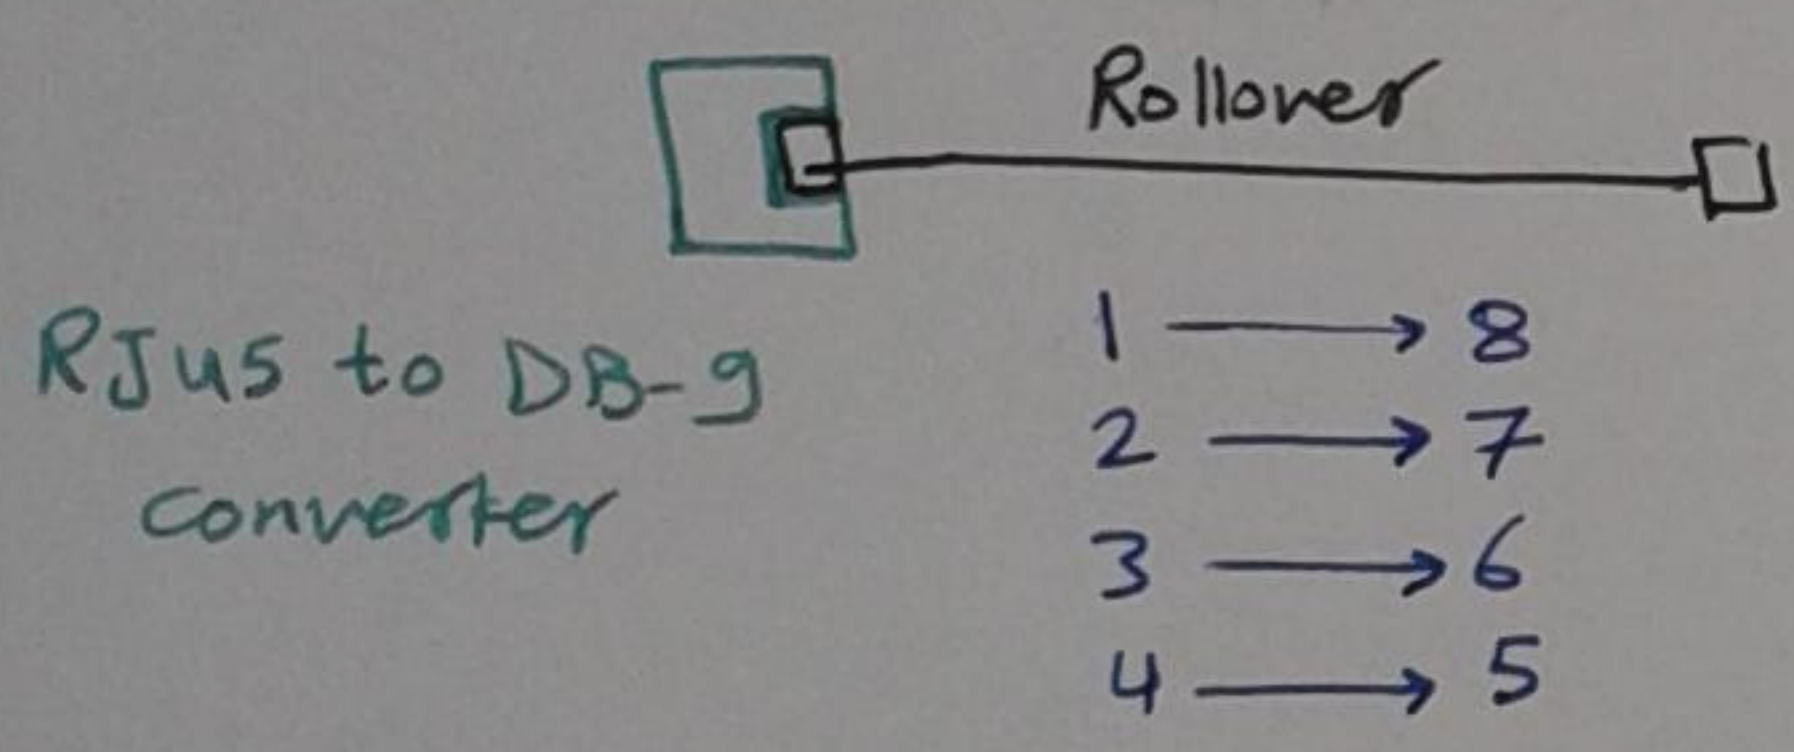 Rollover
RJ45 to DB-9
converter
1 → 8
2 → 7
3 → 6
4 → 5